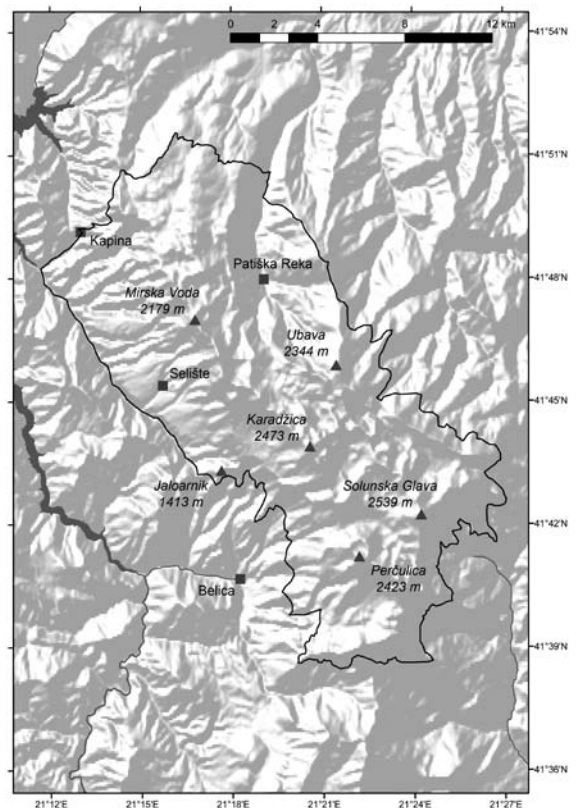 0 2 4 8 12 km
41°54'N
41°51'N
Kapina
Patiška Reka
41°48'N
Mirska Voda
2179 m
Ubava
2344 m
Selište
41°45'N
Karadžica
2473 m
Jaloarnik
1413 m
Solunska Glava
2539 m
41°42'N
Perčulica
2423 m
Belica
41°39'N
41°36'N
21°12'E 21°15'E 21°18'E 21°21'E 21°24'E 21°27'E